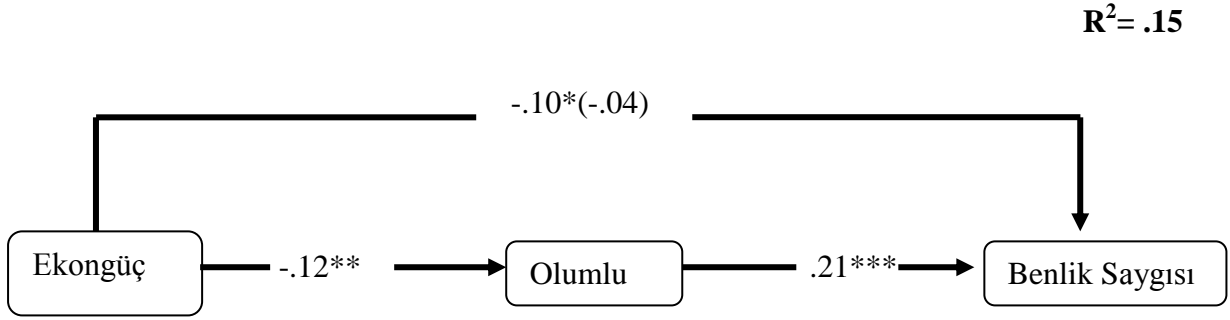 R²= .15
-.10*(-.04)
Ekongüç
-.12**
Olumlu
.21***
Benlik Saygısı